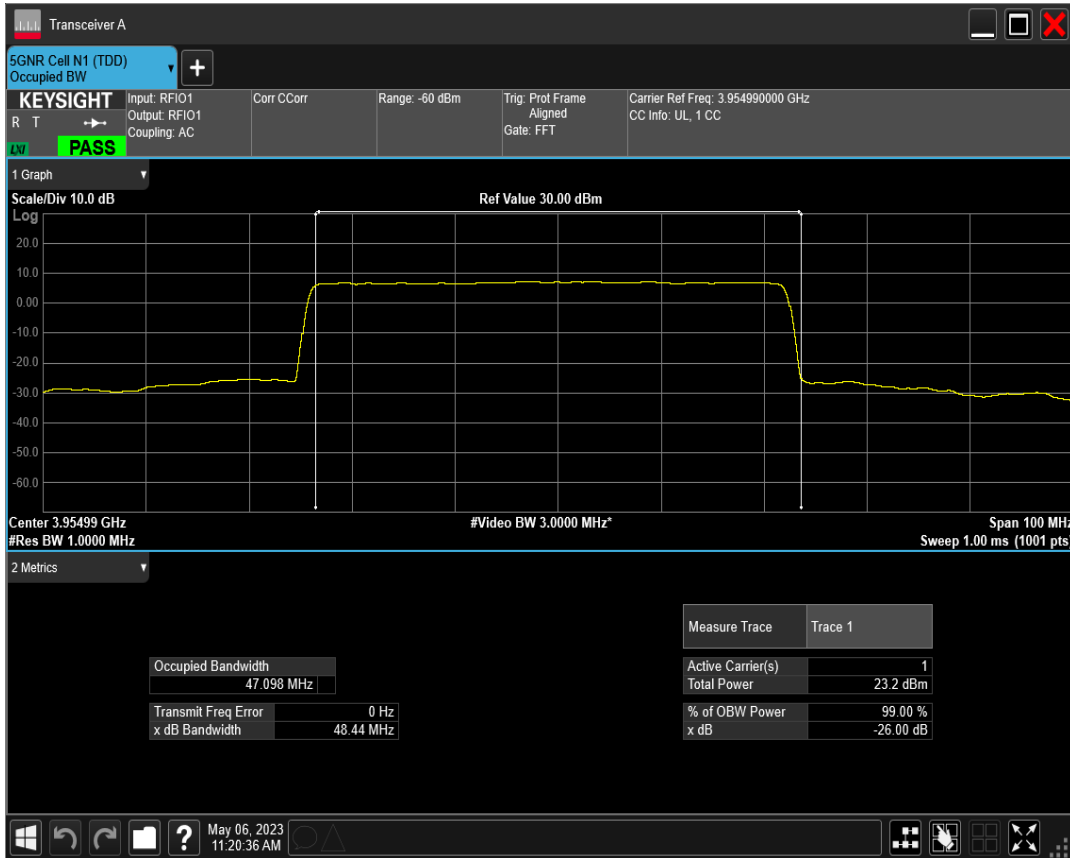 Transceiver A
5GNR Cell N1 (TDD)
Occupied BW
+
KEYSIGHT
R T
LXI
PASS
Input: RFIO1
Output: RFIO1
Coupling: AC
Corr CCorr
Range: -60 dBm
Trig: Prot Frame
Aligned
Gate: FFT
Carrier Ref Freq: 3.954990000 GHz
CC Info: UL, 1 CC
1 Graph
Scale/Div 10.0 dB
Ref Value 30.00 dBm
Log
20.0
10.0
0.00
-10.0
-20.0
-30.0
-40.0
-50.0
-60.0
Center 3.95499 GHz
#Video BW 3.0000 MHz*
Span 100 MHz
#Res BW 1.0000 MHz
Sweep 1.00 ms (1001 pts)
2 Metrics
Measure Trace Trace 1
Occupied Bandwidth
47.098 MHz
Transmit Freq Error 0 Hz
x dB Bandwidth 48.44 MHz
Active Carrier(s) 1
Total Power 23.2 dBm
% of OBW Power 99.00 %
x dB -26.00 dB
?
May 06, 2023
11:20:36 AM